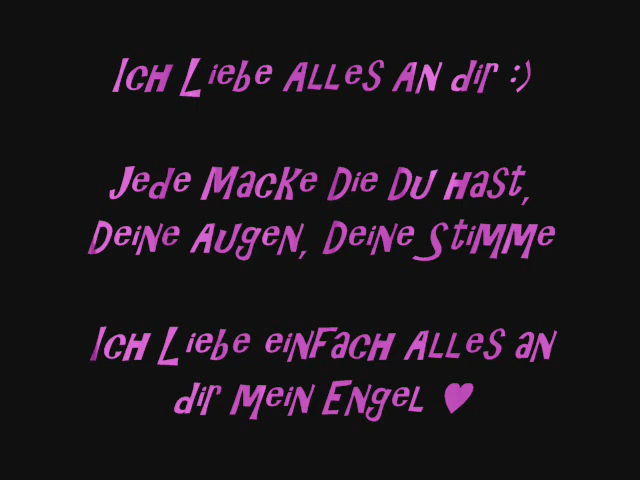 Ich Liebe Alles An dir :)
Jede Macke Die Du hast,
Deine Augen, Deine Stimme
Ich Liebe einfach Alles an
dir Mein Engel ♥